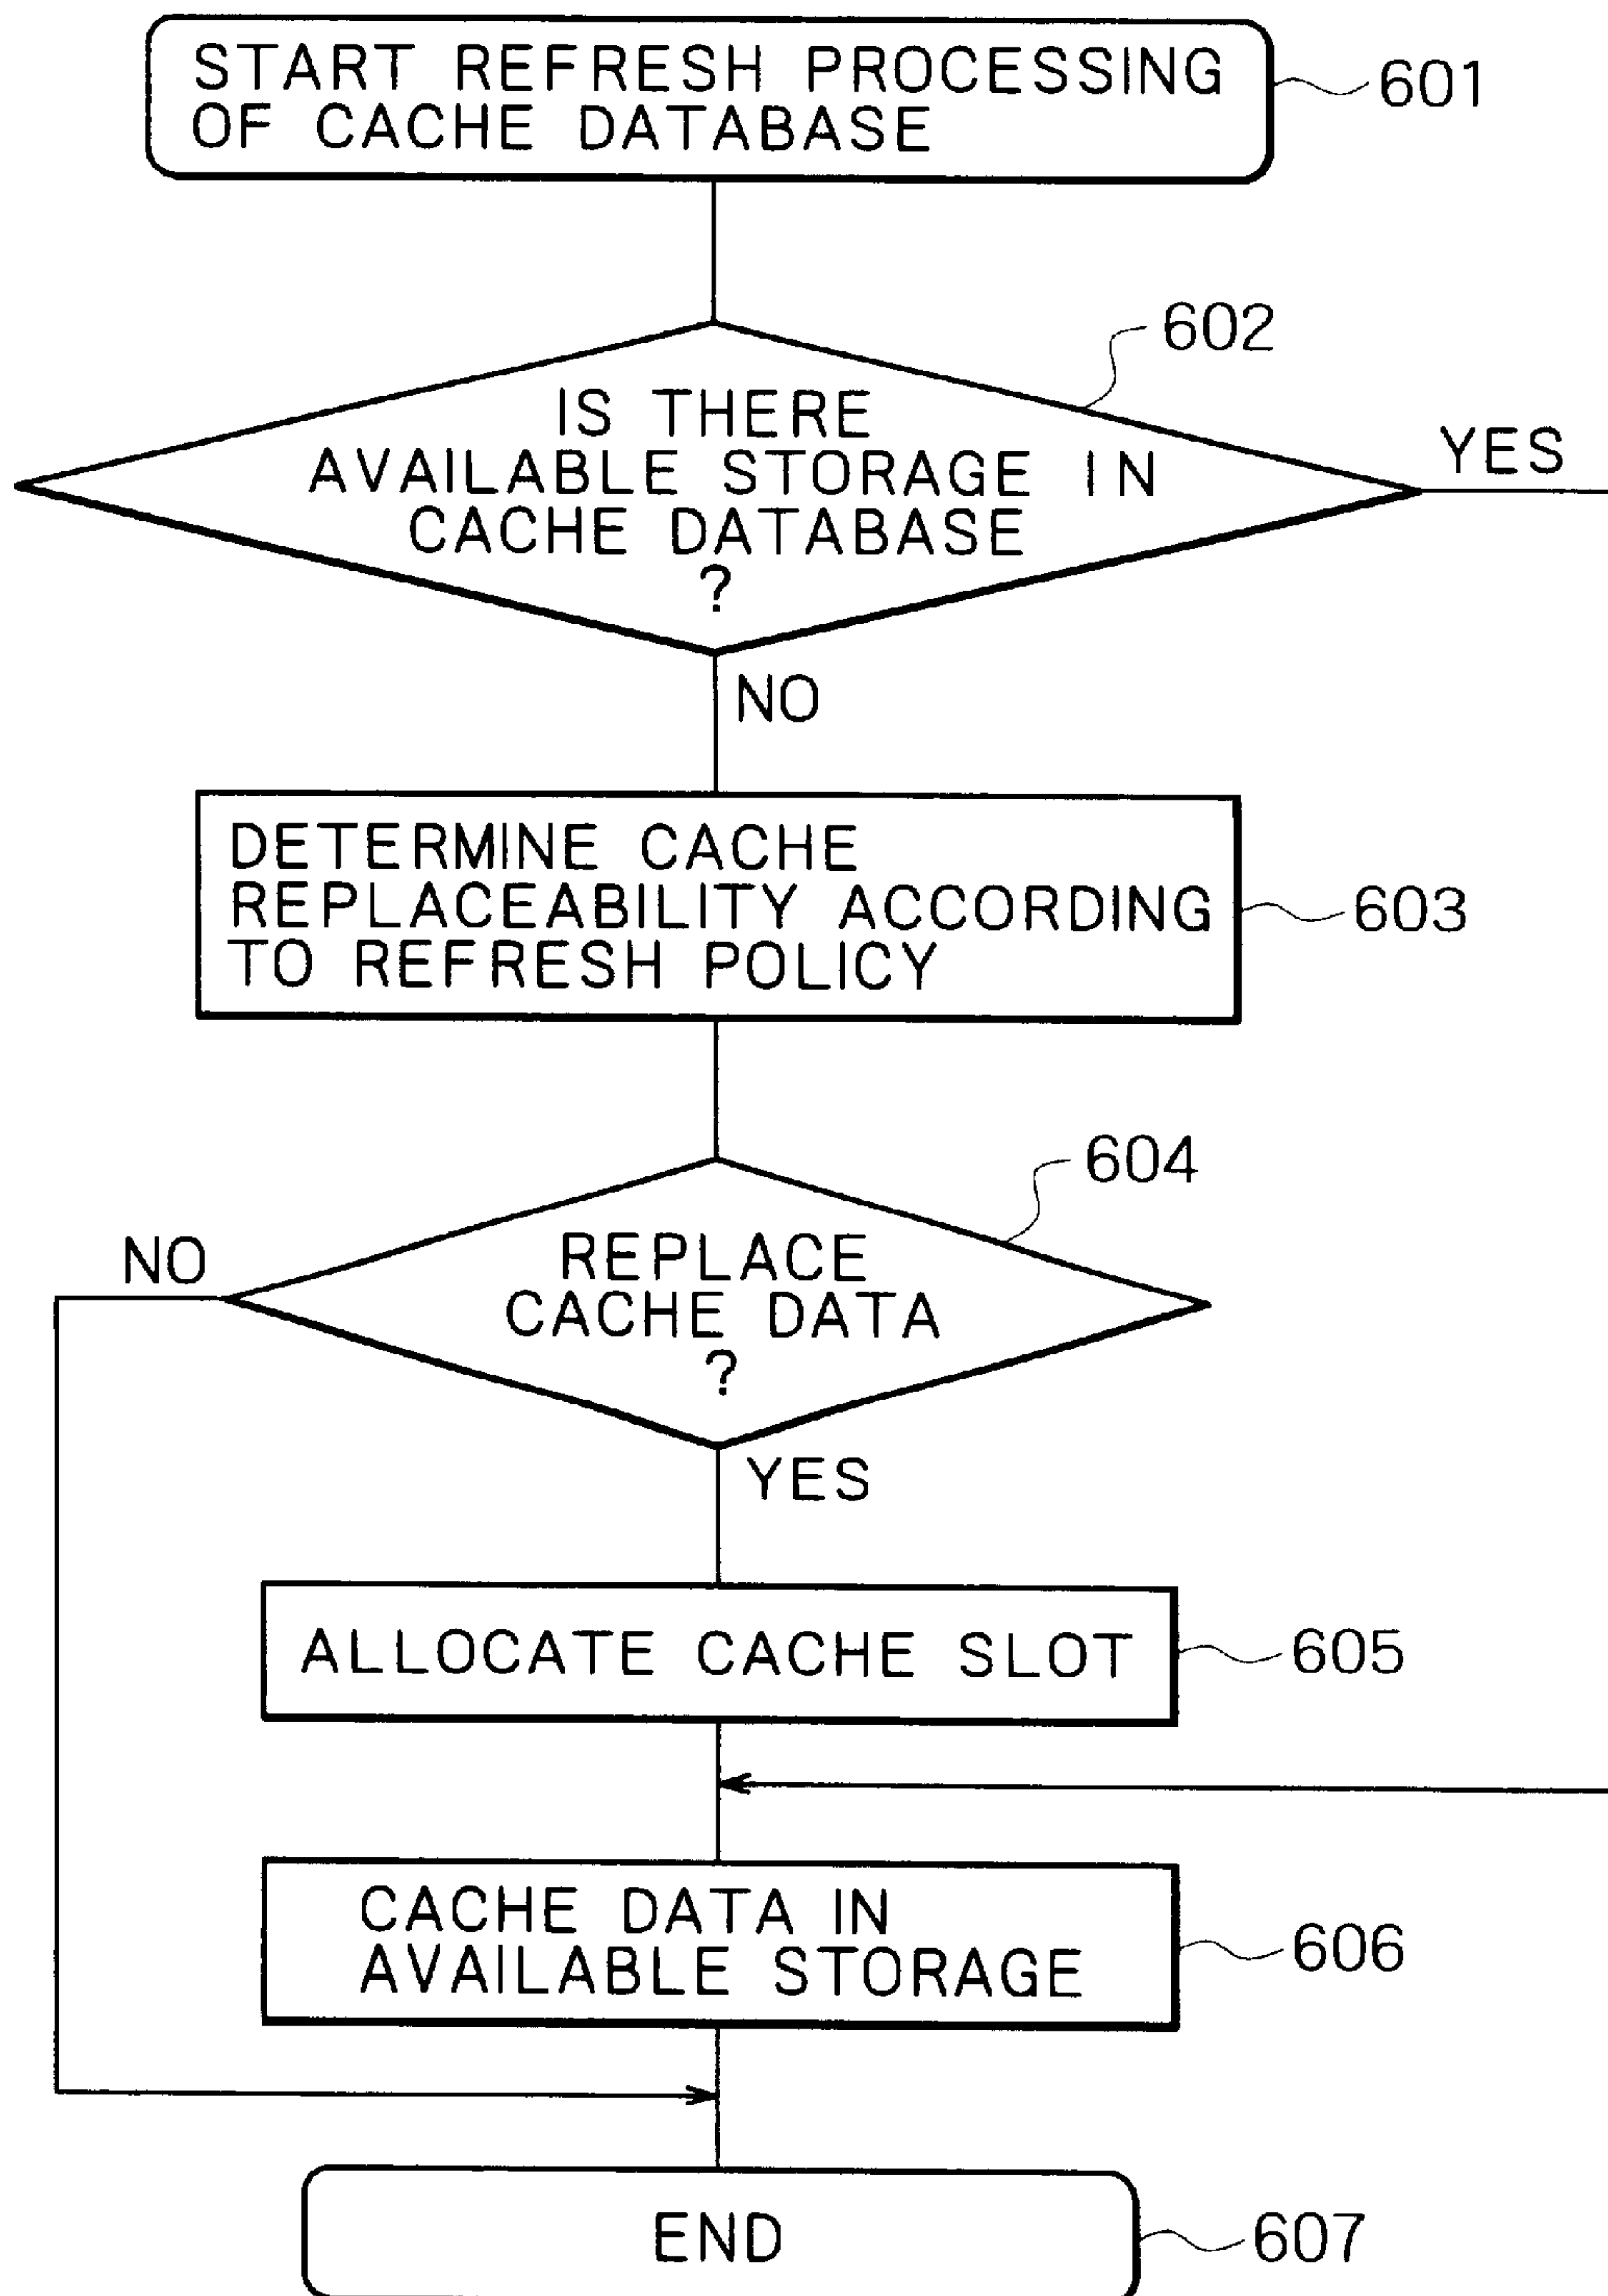 START REFRESH PROCESSING
OF CACHE DATABASE
601
602
IS THERE
AVAILABLE STORAGE IN
CACHE DATABASE
?
YES
NO
DETERMINE CACHE
REPLACEABILITY ACCORDING
TO REFRESH POLICY
603
604
NO
REPLACE
CACHE DATA
?
YES
ALLOCATE CACHE SLOT
605
CACHE DATA IN
AVAILABLE STORAGE
606
END
607